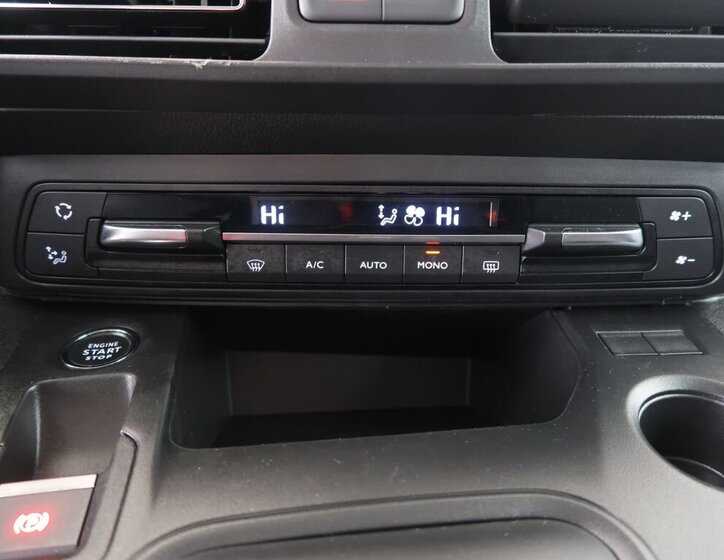 Hi Hi
A/C AUTO MONO
ENGINE
START
STOP
P